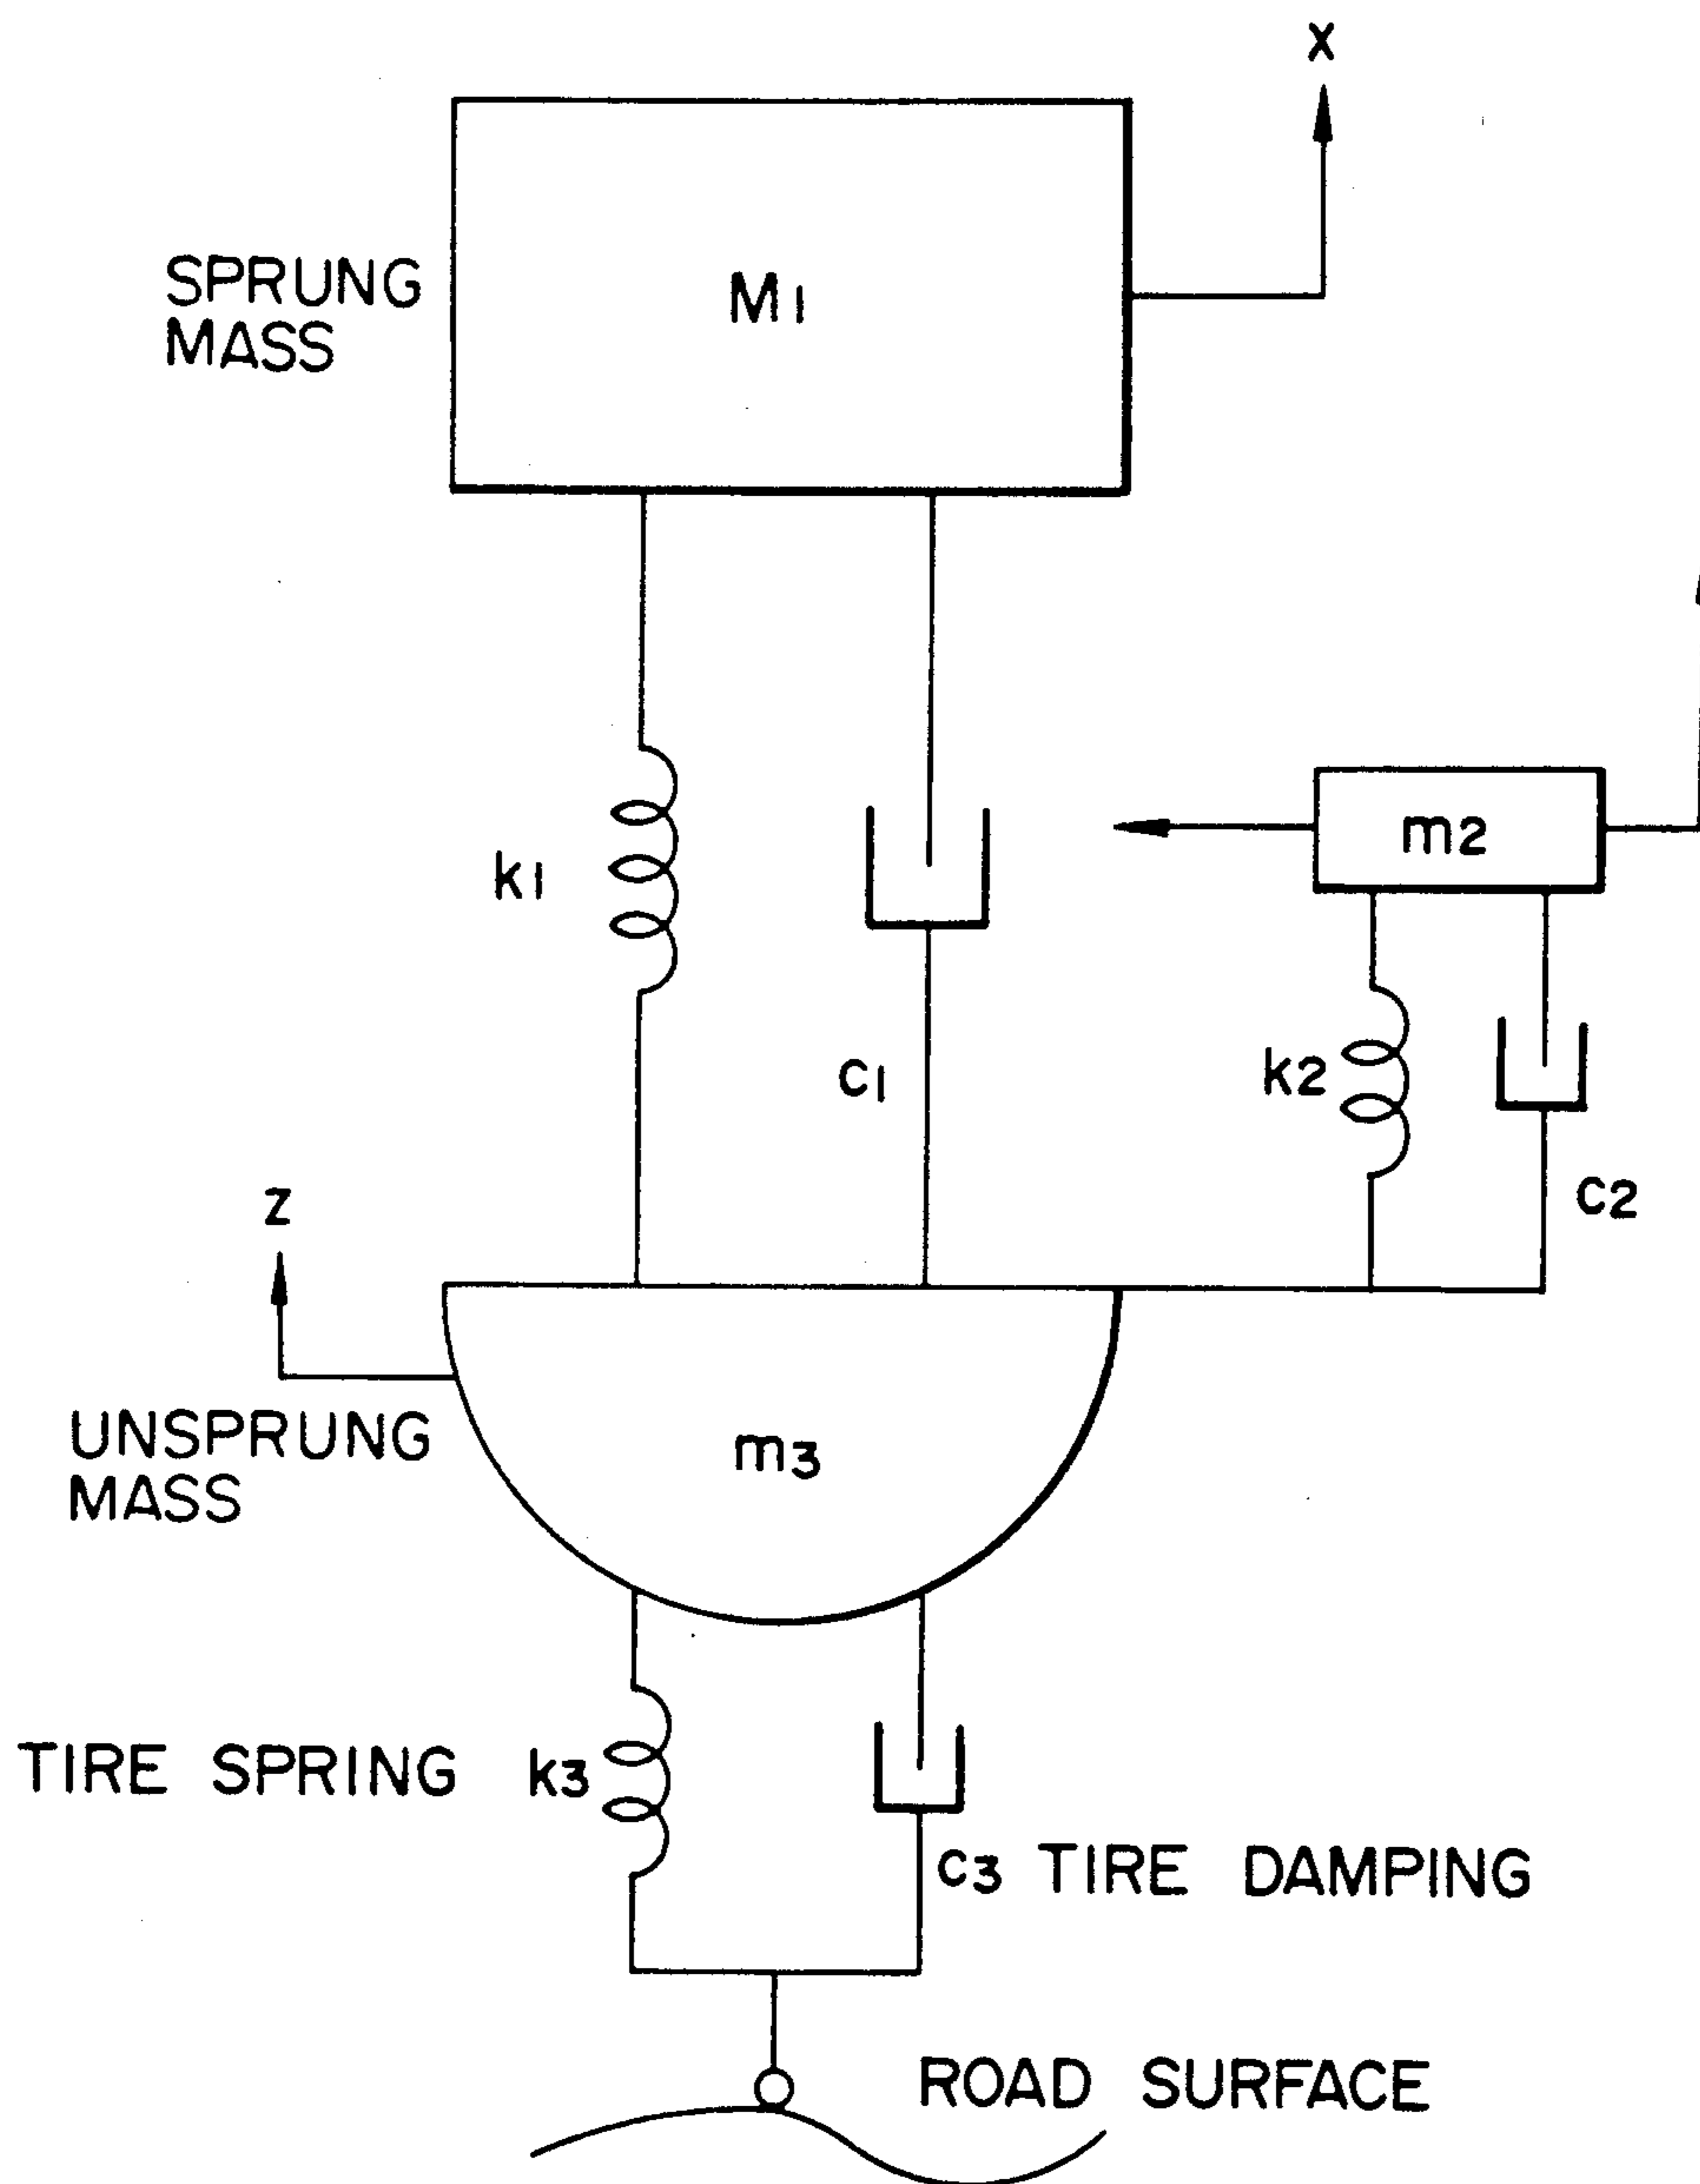 x
SPRUNG
MASS
M1
m2
k1
c1
k2
c2
z
UNSPRUNG
MASS
m3
TIRE SPRING k3
c3 TIRE DAMPING
ROAD SURFACE